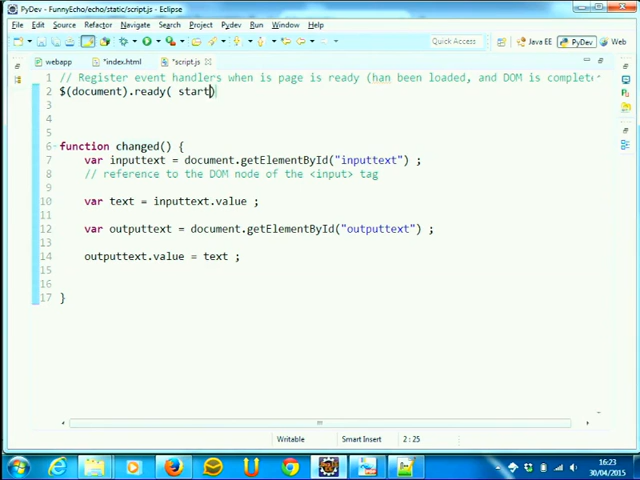 PyDev - FunnyEcho/echo/static/script.js - Eclipse
File Edit Source Refactor Navigate Search Project Pydev Run Window Help
Quick Access Java EE PyDev Web
webapp *index.html *script.js
1 // Register event handlers when is page is ready (han been loaded, and DOM is complete
2 $(document).ready( start)
3
4
5
6 function changed() {
7 var inputtext = document.getElementById("inputtext") ;
8 // reference to the DOM node of the <input> tag
9
10 var text = inputtext.value ;
11
12 var outputtext = document.getElementById("outputtext") ;
13
14 outputtext.value = text ;
15
16
17 }
Writable Smart Insert 2 : 25
16:23
30/04/2015